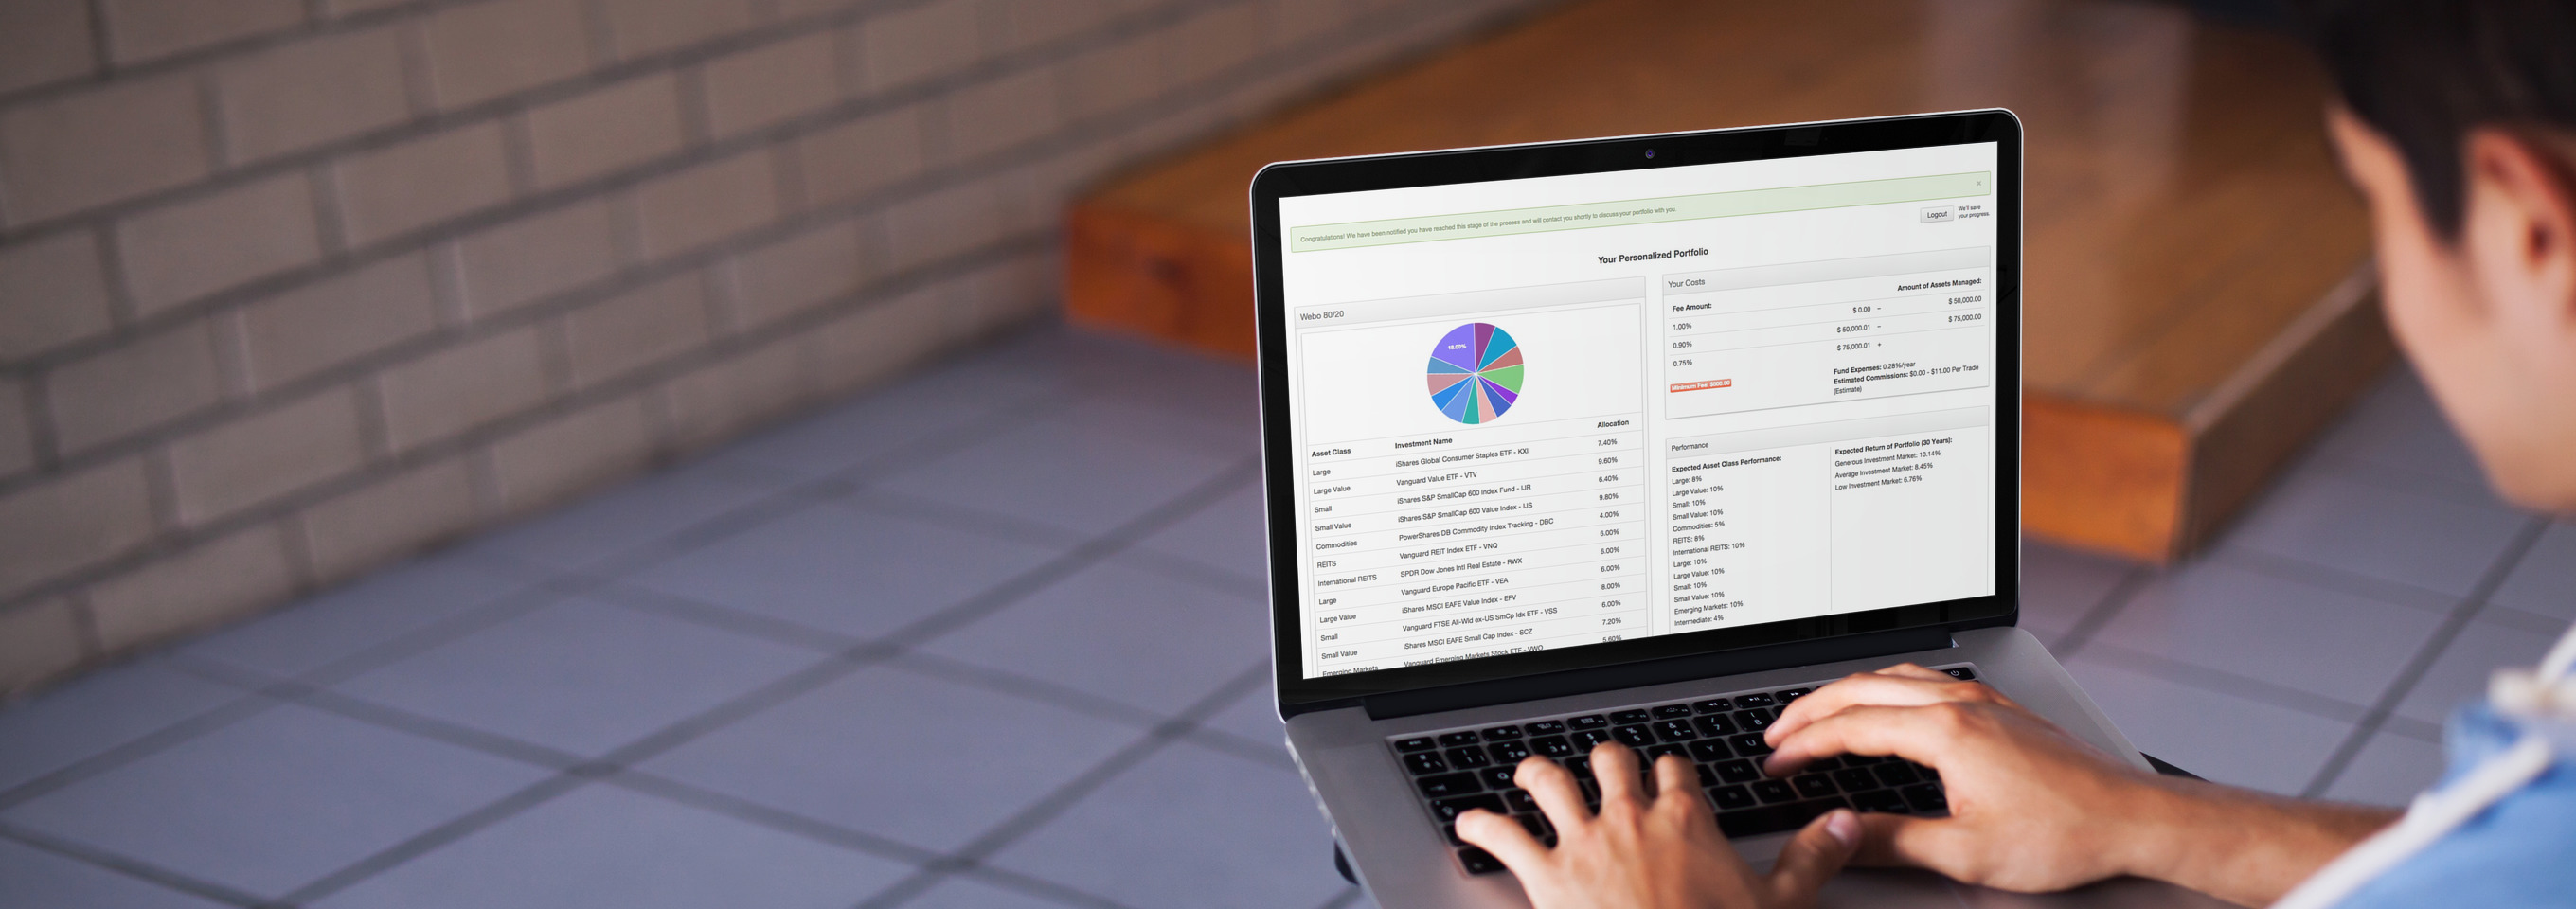 Congratulations! We have been notified you have reached this stage of the process and will contact you shortly to discuss your portfolio with you.
×
Logout
We'll save
your progress
Your Personalized Portfolio
Webo 80/20
18.00%
Asset Class Investment Name Allocation
Large iShares Global Consumer Staples ETF - KXI 7.40%
Large Value Vanguard Value ETF - VTV 9.60%
Small iShares S&P SmallCap 600 Index Fund - IJR 6.40%
Small Value iShares S&P SmallCap 600 Value Index - IJS 9.80%
Commodities PowerShares DB Commodity Index Tracking - DBC 4.00%
REITS Vanguard REIT Index ETF - VNQ 6.00%
International REITS SPDR Dow Jones Intl Real Estate - RWX 6.00%
Large Vanguard Europe Pacific ETF - VEA 6.00%
Large Value iShares MSCI EAFE Value Index - EFV 8.00%
Small Vanguard FTSE All-Wld ex-US SmCp Idx ETF - VSS 6.00%
Small Value iShares MSCI EAFE Small Cap Index - SCZ 7.20%
Emerging Markets Vanguard Emerging Markets Stock ETF - VWO 5.60%
Your Costs
Fee Amount: Amount of Assets Managed:
1.00% $ 0.00 – $ 50,000.00
0.90% $ 50,000.01 – $ 75,000.00
0.75% $ 75,000.01 +
Minimum Fee: $500.00
Fund Expenses: 0.28%/year
Estimated Commissions: $0.00 - $11.00 Per Trade
(Estimate)
Performance
Expected Asset Class Performance:
Large: 8%
Large Value: 10%
Small: 10%
Small Value: 10%
Commodities: 5%
REITS: 8%
International REITS: 10%
Large: 10%
Large Value: 10%
Small: 10%
Small Value: 10%
Emerging Markets: 10%
Intermediate: 4%
Expected Return of Portfolio (30 Years):
Generous Investment Market: 10.14%
Average Investment Market: 8.45%
Low Investment Market: 6.76%